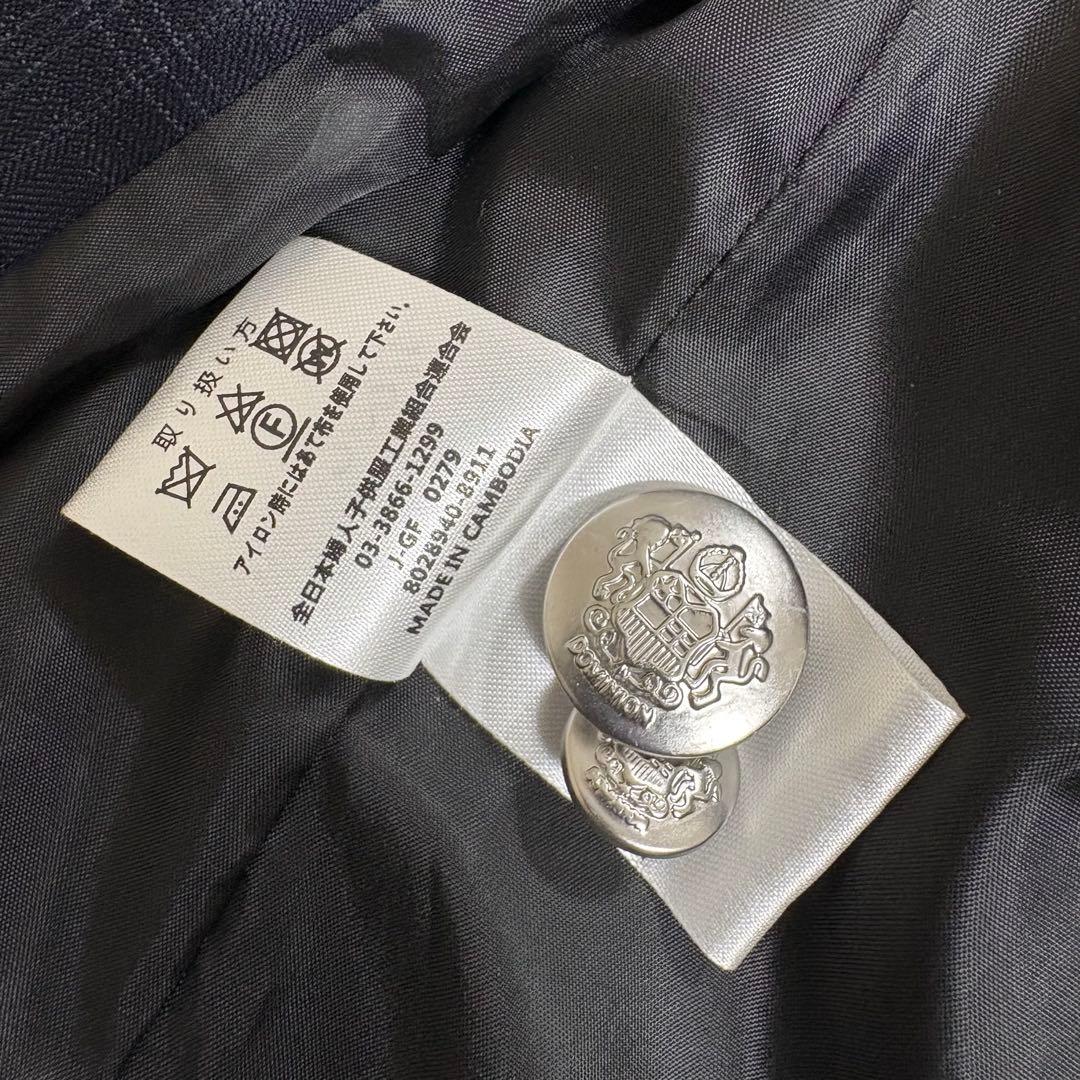 取り扱い方
F
W
アイロン時にはあて布を使用して下さい。
全日本婦人子供服工業組合連合会
03-3866-1299
J-GF 0279
8028940-8911
MADE IN CAMBODIA
DOMINION